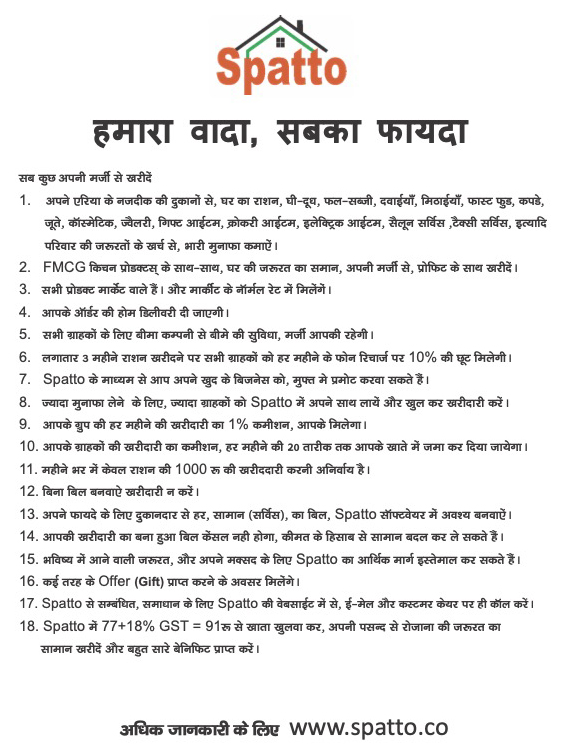 Spatto
हमारा वादा, सबका फायदा
सब कुछ अपनी मर्जी से खरीदें
1. अपने एरिया के नजदीक की दुकानों से, घर का राशन, घी-दूध, फल-सब्जी, दवाईयाँ, मिठाईयाँ, फास्ट फुड, कपडे,
जूते, कॉस्मेटिक, ज्वैलरी, गिफ्ट आईटम, क्रोकरी आईटम, इलेक्ट्रिक आईटम, सैलून सर्विस ,टैक्सी सर्विस, इत्यादि
परिवार की जरूरतों के खर्च से, भारी मुनाफा कमाऐं।
2. FMCG किचन प्रोडक्टस् के साथ-साथ, घर की जरूरत का समान, अपनी मर्जी से, प्रोफिट के साथ खरीदें।
3. सभी प्रोडक्ट मार्केट वाले हैं। और मार्कीट के नॉर्मल रेट में मिलेंगें।
4. आपके ऑर्डर की होम डिलीवरी दी जाएगी।
5. सभी ग्राहकों के लिए बीमा कम्पनी से बीमे की सुविधा, मर्जी आपकी रहेगी।
6. लगातार 3 महीने राशन खरीदने पर सभी ग्राहकों को हर महीने के फोन रिचार्ज पर 10% की छूट मिलेगी।
7. Spatto के माध्यम से आप अपने खुद के बिजनेस को, मुफ्त मे प्रमोट करवा सकते हैं।
8. ज्यादा मुनाफा लेने के लिए, ज्यादा ग्राहकों को Spatto में अपने साथ लायें और खुल कर खरीदारी करें।
9. आपके ग्रुप की हर महीने की खरीदारी का 1% कमीशन, आपके मिलेगा।
10. आपके ग्राहकों की खरीदारी का कमीशन, हर महीने की 20 तारीक तक आपके खाते में जमा कर दिया जायेगा।
11. महीने भर में केवल राशन की 1000 रू की खरीददारी करनी अनिर्वाय है।
12. बिना बिल बनवाऐ खरीदारी न करें।
13. अपने फायदे के लिए दुकानदार से हर, सामान (सर्विस), का बिल, Spatto सॉफ्टवेयर में अवश्य बनवाऐं।
14. आपकी खरीदारी का बना हुआ बिल केंसल नही होगा, कीमत के हिसाब से सामान बदल कर ले सकते हैं।
15. भविष्य में आने वाली जरूरत, और अपने मक्सद के लिए Spatto का आर्थिक मार्ग इस्तेमाल कर सकते हैं।
16. कई तरह के Offer (Gift) प्राप्त करने के अवसर मिलेंगे।
17. Spatto से सम्बंधित, समाधान के लिए Spatto की वेबसाईट में से, ई-मेल और कस्टमर केयर पर ही कॉल करें।
18. Spatto में 77+18% GST = 91रू से खाता खुलवा कर, अपनी पसन्द से रोजाना की जरूरत का
सामान खरीदें और बहुत सारे बेनिफिट प्राप्त करें।
अधिक जानकारी के लिए www.spatto.co